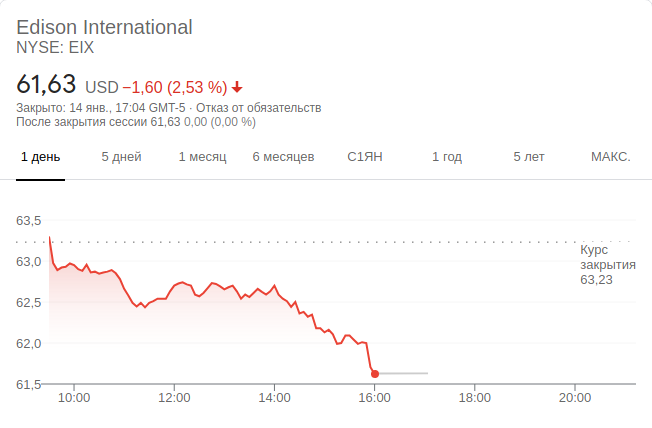 Edison International
NYSE: EIX
61,63 USD −1,60 (2,53 %)
Закрыто: 14 янв., 17:04 GMT-5 · Отказ от обязательств
После закрытия сессии 61,63 0,00 (0,00 %)
1 день 5 дней 1 месяц 6 месяцев С1ЯН 1 год 5 лет МАКС.
63,5
Курс
закрытия
63,23
63,0
62,5
62,0
61,5
10:00 12:00 14:00 16:00 18:00 20:00